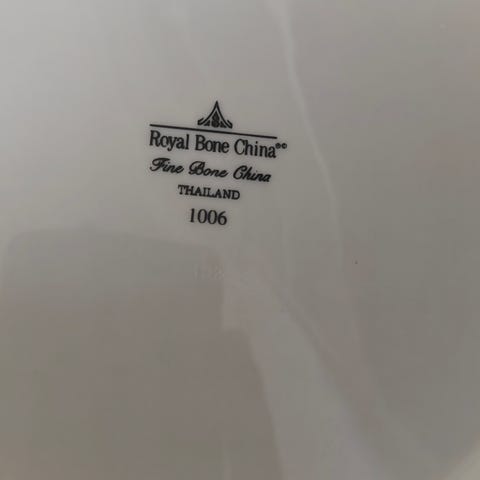 Royal Bone China®©
Fine Bone China
THAILAND
1006